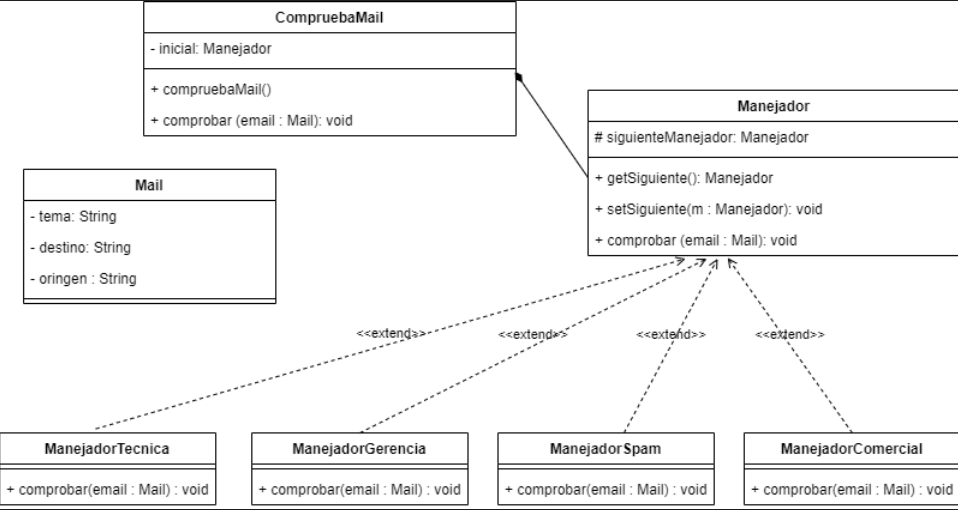 CompruebaMail
- inicial: Manejador
+ compruebaMail()
+ comprobar (email : Mail): void
Manejador
# siguienteManejador: Manejador
+ getSiguiente(): Manejador
+ setSiguiente(m : Manejador): void
+ comprobar (email : Mail): void
Mail
- tema: String
- destino: String
- oringen : String
<<extend>> <<extend>> <<extend>> <<extend>>
ManejadorTecnica
+ comprobar(email : Mail) : void
ManejadorGerencia
+ comprobar(email : Mail) : void
ManejadorSpam
+ comprobar(email : Mail) : void
ManejadorComercial
+ comprobar(email : Mail) : void